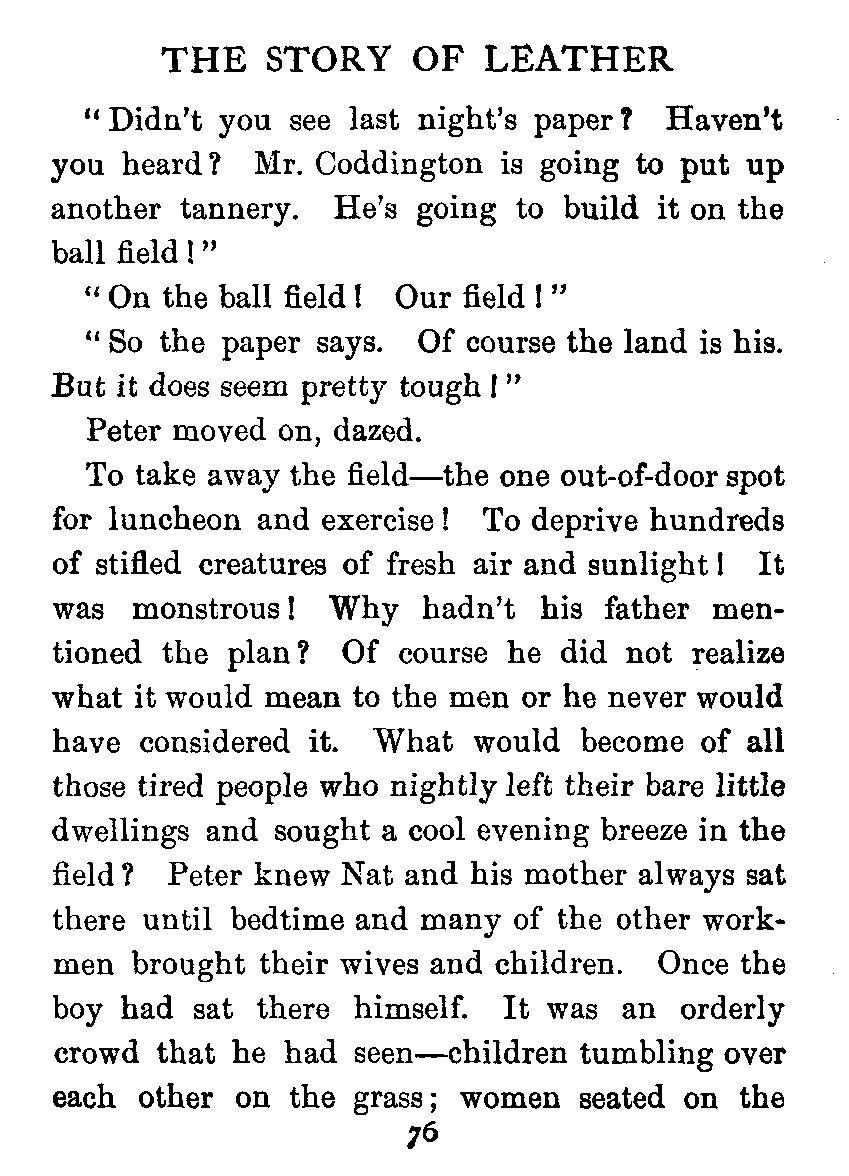 THE STORY OF LEATHER
"Didn't you see last night's paper? Haven't
you heard? Mr. Coddington is going to put up
another tannery. He's going to build it on the
ball field!"
"On the ball field! Our field!"
"So the paper says. Of course the land is his.
But it does seem pretty tough!"
Peter moved on, dazed.
To take away the field—the one out-of-door spot
for luncheon and exercise! To deprive hundreds
of stifled creatures of fresh air and sunlight! It
was monstrous! Why hadn't his father men-
tioned the plan? Of course he did not realize
what it would mean to the men or he never would
have considered it. What would become of all
those tired people who nightly left their bare little
dwellings and sought a cool evening breeze in the
field? Peter knew Nat and his mother always sat
there until bedtime and many of the other work-
men brought their wives and children. Once the
boy had sat there himself. It was an orderly
crowd that he had seen—children tumbling over
each other on the grass; women seated on the
76